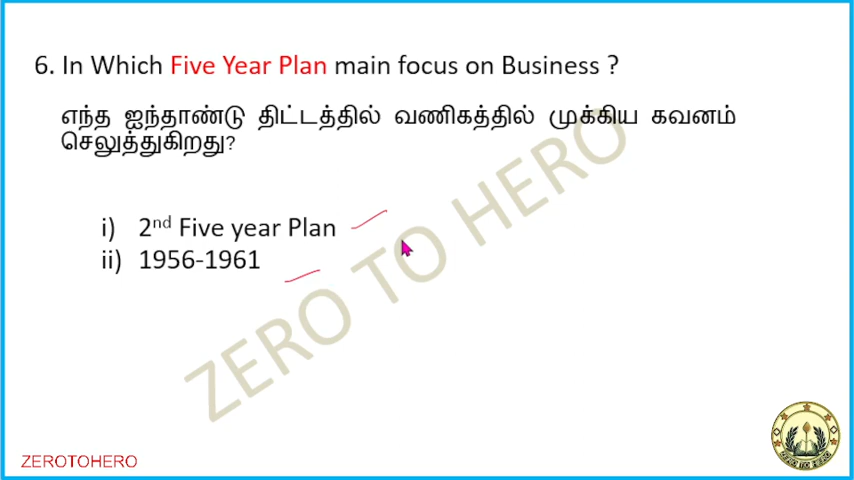 6. In Which Five Year Plan main focus on Business ?
எந்த ஐந்தாண்டு திட்டத்தில் வணிகத்தில் முக்கிய கவனம்
செலுத்துகிறது?
i) 2nd Five year Plan
ii) 1956-1961
ZERO TO HERO
ZEROTOHERO